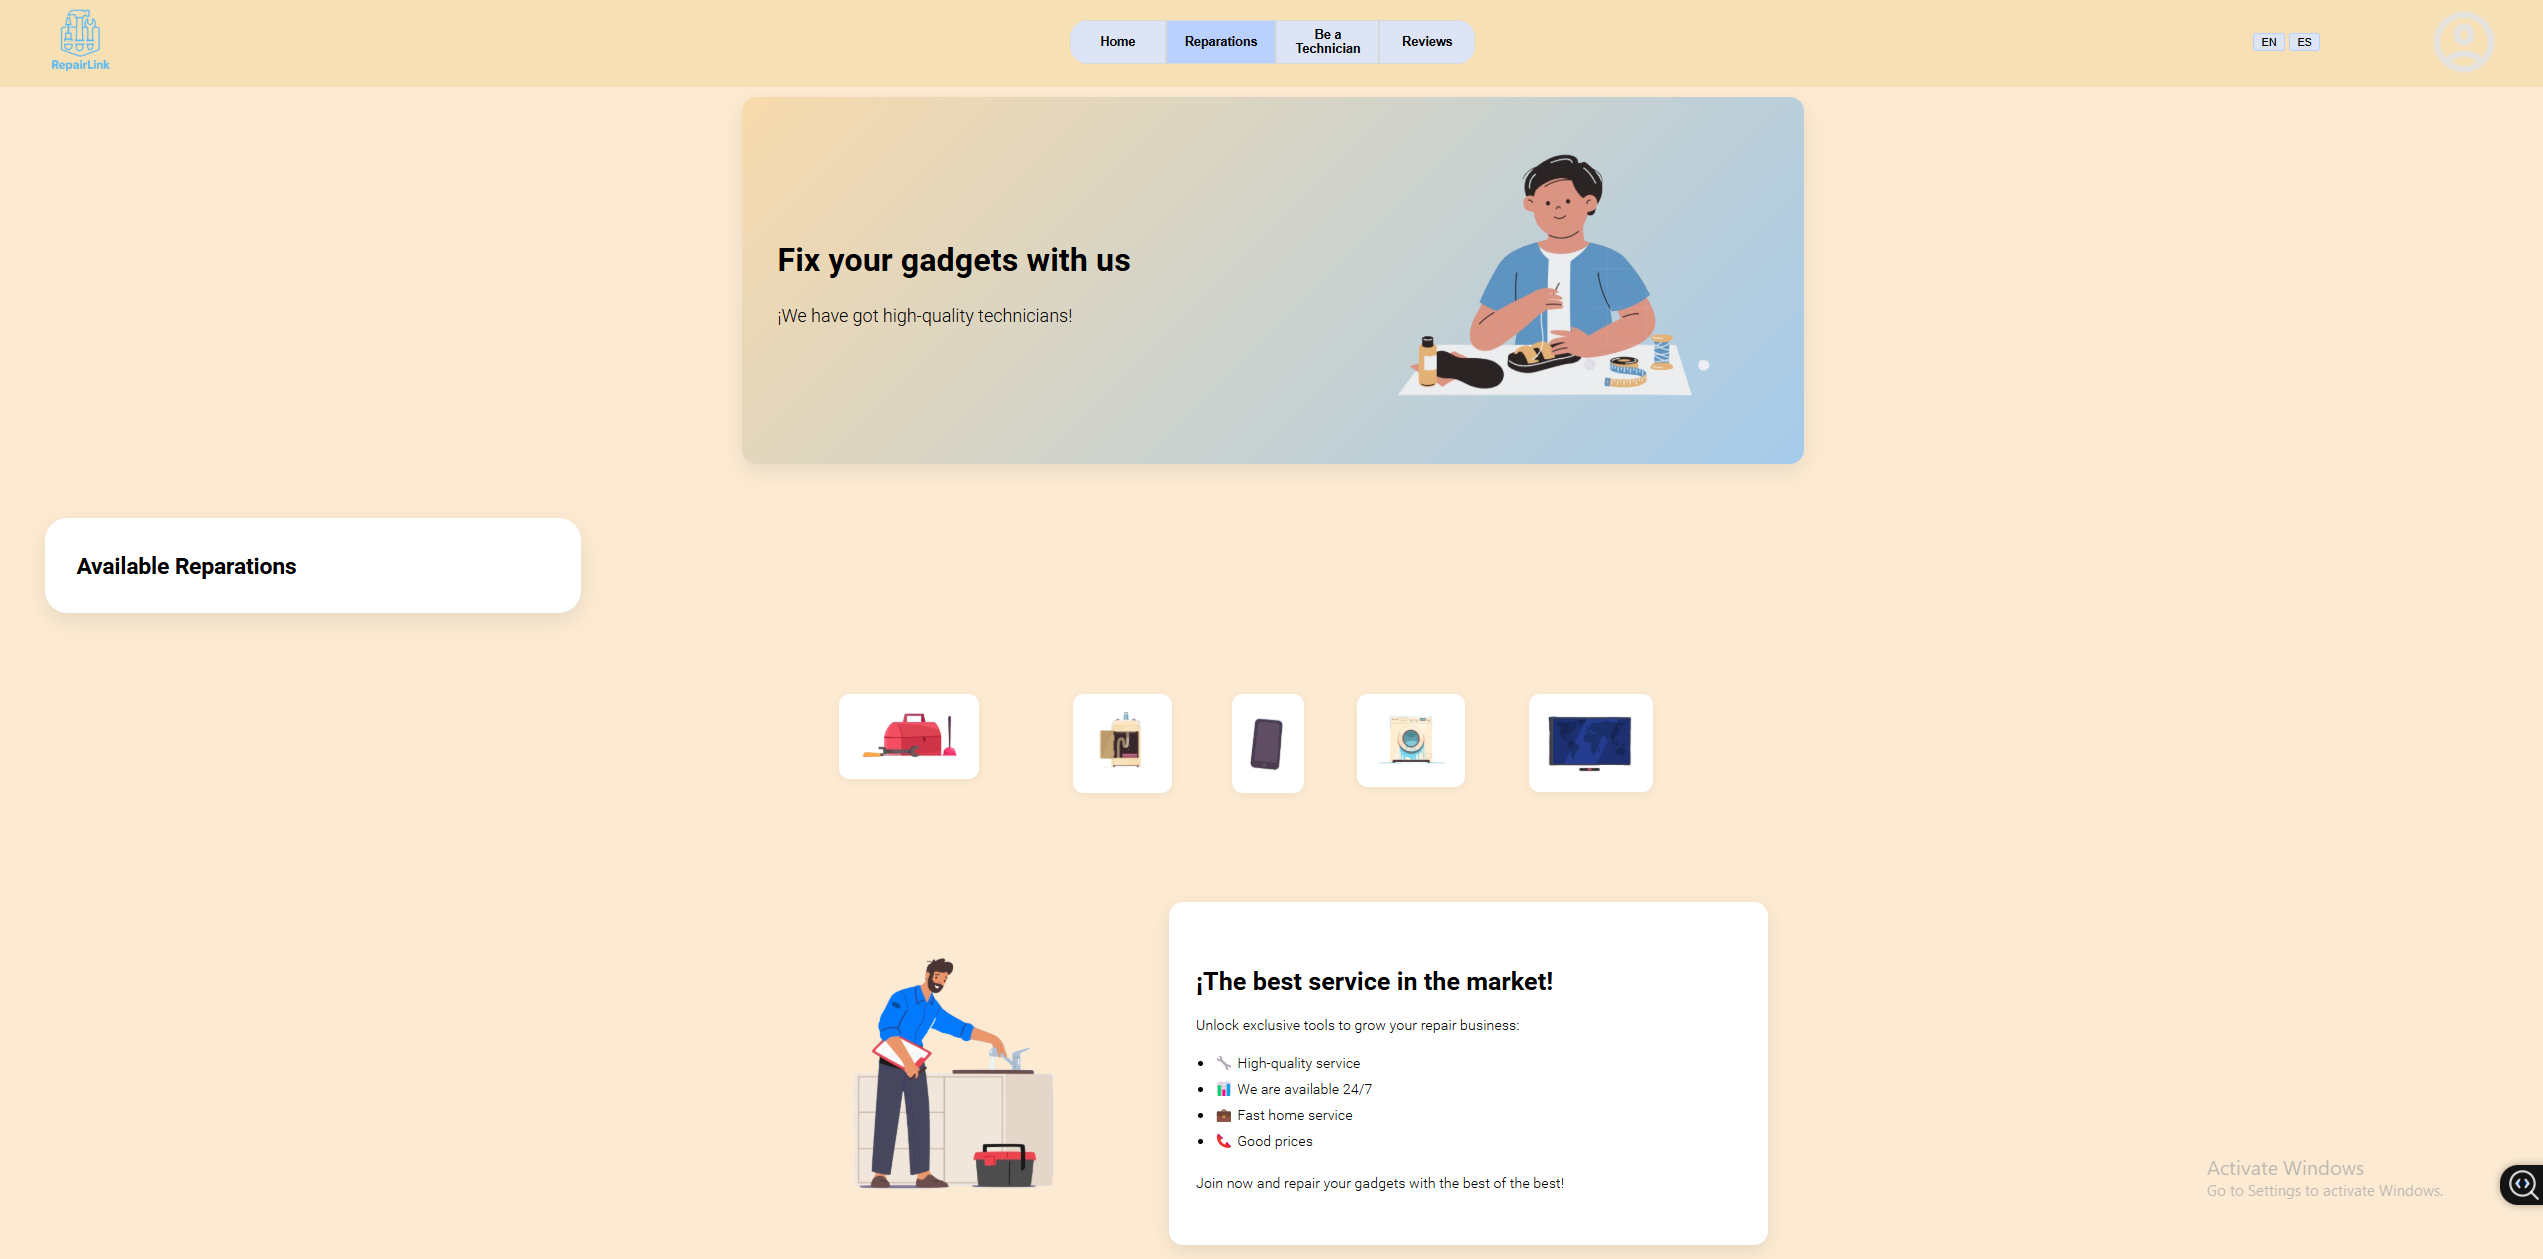 RepairLink
Home
Reparations
Be a
Technician
Reviews
EN
ES
Fix your gadgets with us
¡We have got high-quality technicians!
Available Reparations
¡The best service in the market!
Unlock exclusive tools to grow your repair business:
• 🔧 High-quality service
• 📊 We are available 24/7
• 💼 Fast home service
• 📞 Good prices
Join now and repair your gadgets with the best of the best!
Activate Windows
Go to Settings to activate Windows.